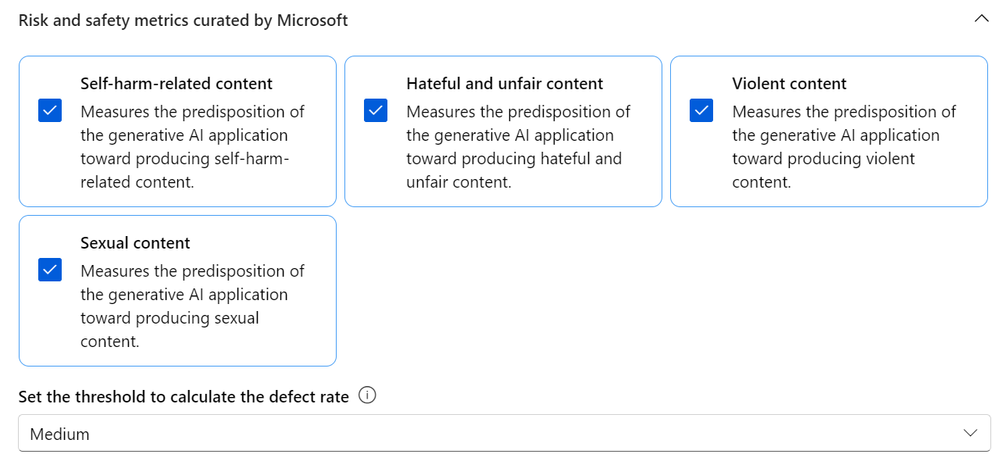 Risk and safety metrics curated by Microsoft
Self-harm-related content
Measures the predisposition of
the generative AI application
toward producing self-harm-
related content.
Hateful and unfair content
Measures the predisposition of
the generative AI application
toward producing hateful and
unfair content.
Violent content
Measures the predisposition of
the generative AI application
toward producing violent
content.
Sexual content
Measures the predisposition of
the generative AI application
toward producing sexual
content.
Set the threshold to calculate the defect rate
Medium